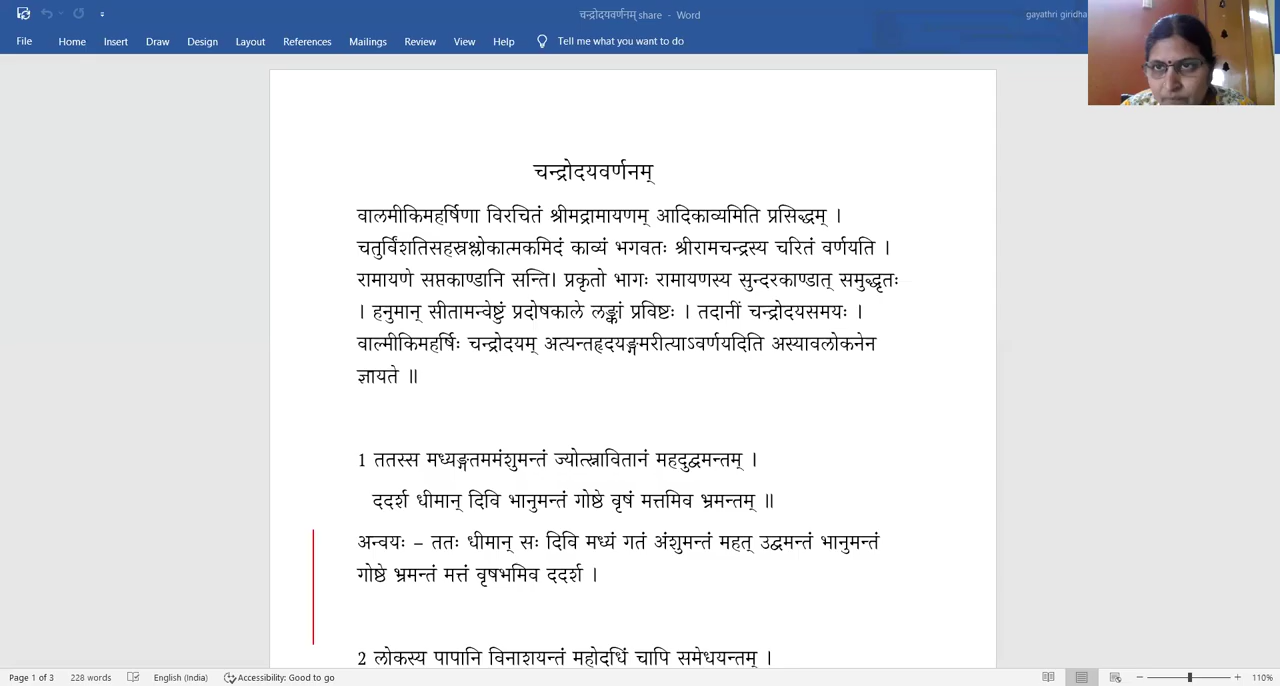 चन्द्रोदयवर्णनम् share - Word
gayathri giridha
File Home Insert Draw Design Layout References Mailings Review View Help Tell me what you want to do
चन्द्रोदयवर्णनम्
वालमीकिमहर्षिणा विरचितं श्रीमद्रामायणम् आदिकाव्यमिति प्रसिद्धम् ।
चतुर्विंशतिसहस्रश्लोकात्मकमिदं काव्यं भगवतः श्रीरामचन्द्रस्य चरितं वर्णयति ।
रामायणे सप्तकाण्डानि सन्ति। प्रकृतो भागः रामायणस्य सुन्दरकाण्डात् समुद्धृतः
। हनुमान् सीतामन्वेष्टुं प्रदोषकाले लङ्कां प्रविष्टः । तदानीं चन्द्रोदयसमयः ।
वाल्मीकिमहर्षिः चन्द्रोदयम् अत्यन्तहृदयङ्गमरीत्याऽवर्णयदिति अस्यावलोकनेन
ज्ञायते ॥
1 ततस्स मध्यङ्गतममंशुमन्तं ज्योत्स्नावितानं महदुद्वमन्तम् ।
ददर्श धीमान् दिवि भानुमन्तं गोष्ठे वृषं मत्तमिव भ्रमन्तम् ॥
अन्वयः – ततः धीमान् सः दिवि मध्यं गतं अंशुमन्तं महत् उद्वमन्तं भानुमन्तं
गोष्ठे भ्रमन्तं मत्तं वृषभमिव ददर्श ।
2 लोकस्य पापानि विनाशयन्तं महोदधिं चापि समेधयन्तम् ।
Page 1 of 3 228 words English (India) Accessibility: Good to go 110%